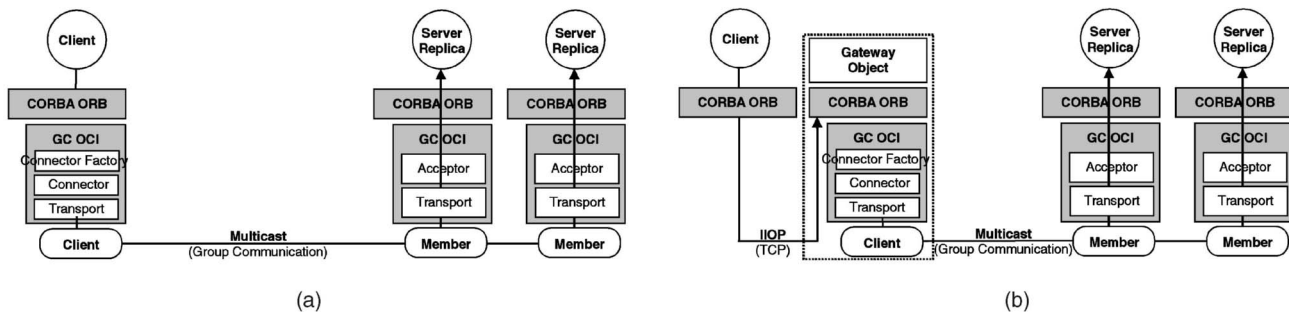 Client
Server
Replica
Server
Replica
CORBA ORB
CORBA ORB
CORBA ORB
GC OCI
Connector Factory
Connector
Transport
GC OCI
Acceptor
Transport
GC OCI
Acceptor
Transport
Client
Multicast
(Group Communication)
Member
Member
(a)
Client
Gateway
Object
Server
Replica
Server
Replica
CORBA ORB
CORBA ORB
CORBA ORB
CORBA ORB
GC OCI
Connector Factory
Connector
Transport
GC OCI
Acceptor
Transport
GC OCI
Acceptor
Transport
IIOP
(TCP)
Client
Multicast
(Group Communication)
Member
Member
(b)